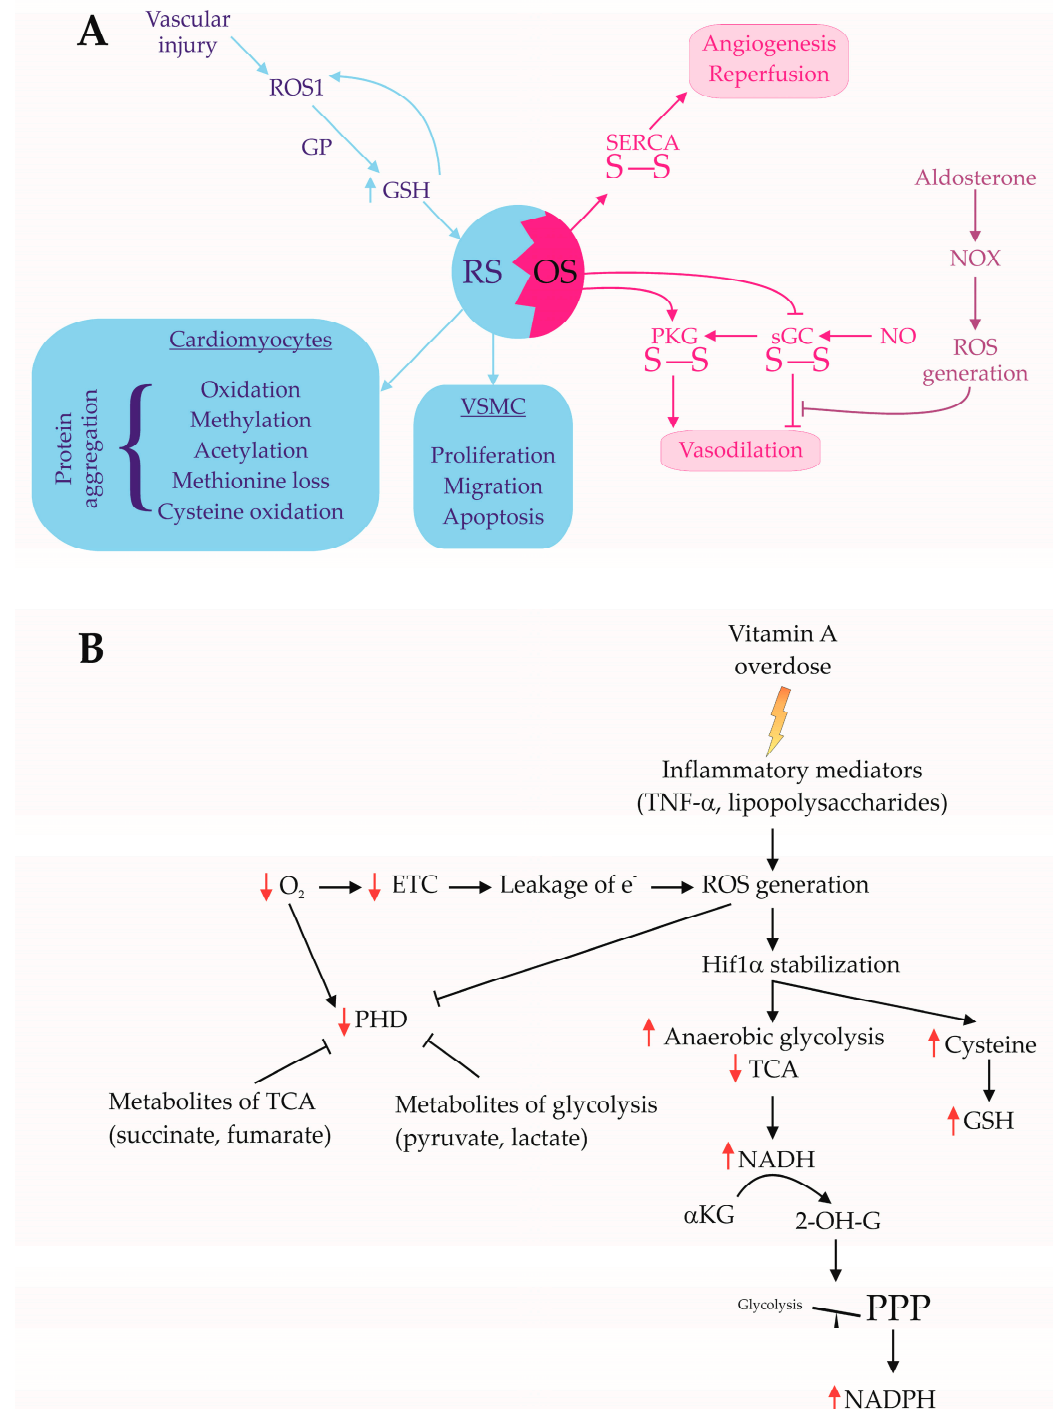 A
Vascular
injury
ROS1
GP
GSH
RS
OS
SERCA
S—S
Angiogenesis
Reperfusion
Aldosterone
NOX
ROS
generation
PKG
S—S
sGC
S—S
NO
Vasodilation
Cardiomyocytes
Protein
aggregation
Oxidation
Methylation
Acetylation
Methionine loss
Cysteine oxidation
VSMC
Proliferation
Migration
Apoptosis
B
Vitamin A
overdose
Inflammatory mediators
(TNF-α, lipopolysaccharides)
O₂
ETC
Leakage of e⁻
ROS generation
Hif1α stabilization
PHD
Metabolites of TCA
(succinate, fumarate)
Metabolites of glycolysis
(pyruvate, lactate)
Anaerobic glycolysis
TCA
Cysteine
GSH
NADH
αKG
2-OH-G
Glycolysis
PPP
NADPH